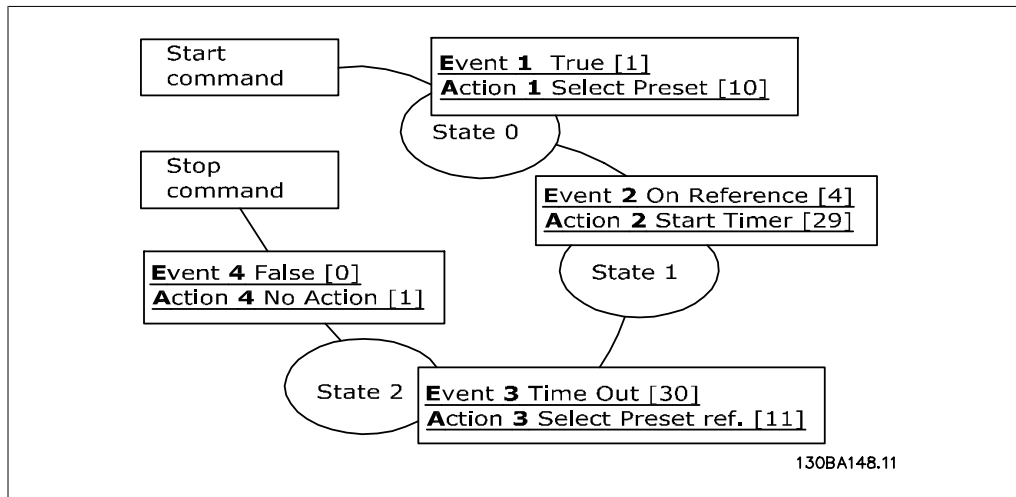 Start
command
Event 1 True [1]
Action 1 Select Preset [10]
State 0
Stop
command
Event 2 On Reference [4]
Action 2 Start Timer [29]
State 1
Event 4 False [0]
Action 4 No Action [1]
State 2
Event 3 Time Out [30]
Action 3 Select Preset ref. [11]
130BA148.11